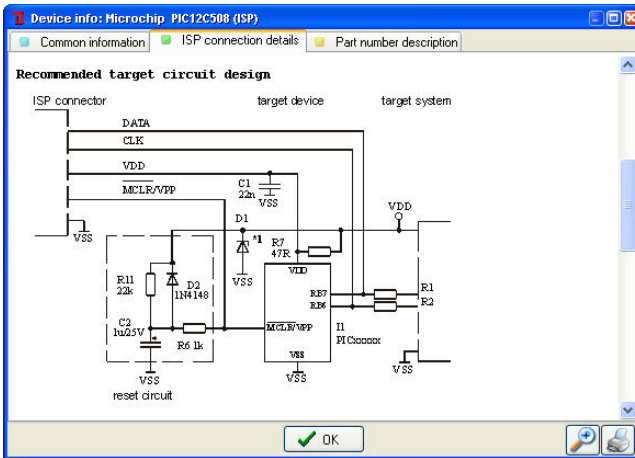 Device info: Microchip PIC12C508 (ISP)
Common information
ISP connection details
Part number description
Recommended target circuit design
ISP connector
target device
target system
DATA
CLK
VDD
MCLR/VPP
C1
22n
VSS
VSS
VDD
D1
*1
R7
47R
VSS
VDD
R11
22k
D2
1N4148
RB7
RB6
R1
R2
C2
1u/25V
R6 1k
MCLR/VPP
I1
PICxxxxx
VSS
VSS
VSS
VSS
reset circuit
OK